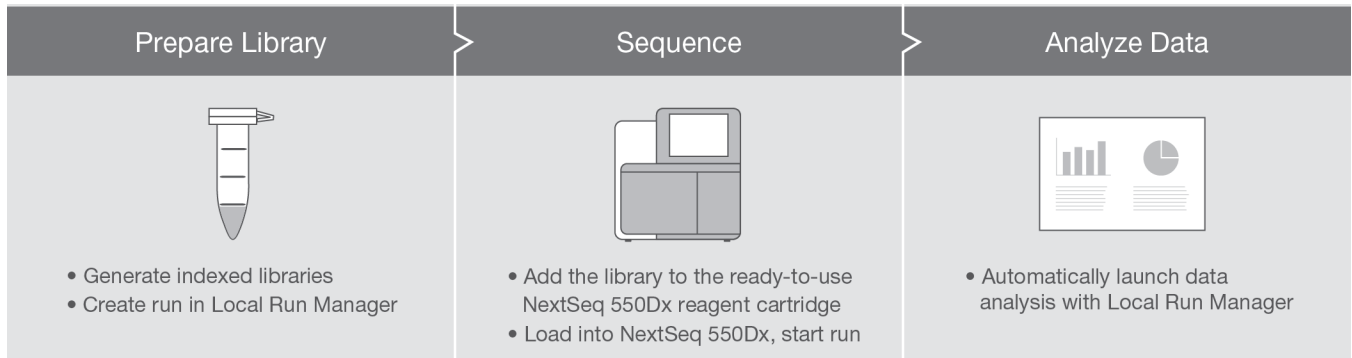 Prepare Library
Sequence
Analyze Data
• Generate indexed libraries
• Create run in Local Run Manager
• Add the library to the ready-to-use
NextSeq 550Dx reagent cartridge
• Load into NextSeq 550Dx, start run
• Automatically launch data
analysis with Local Run Manager